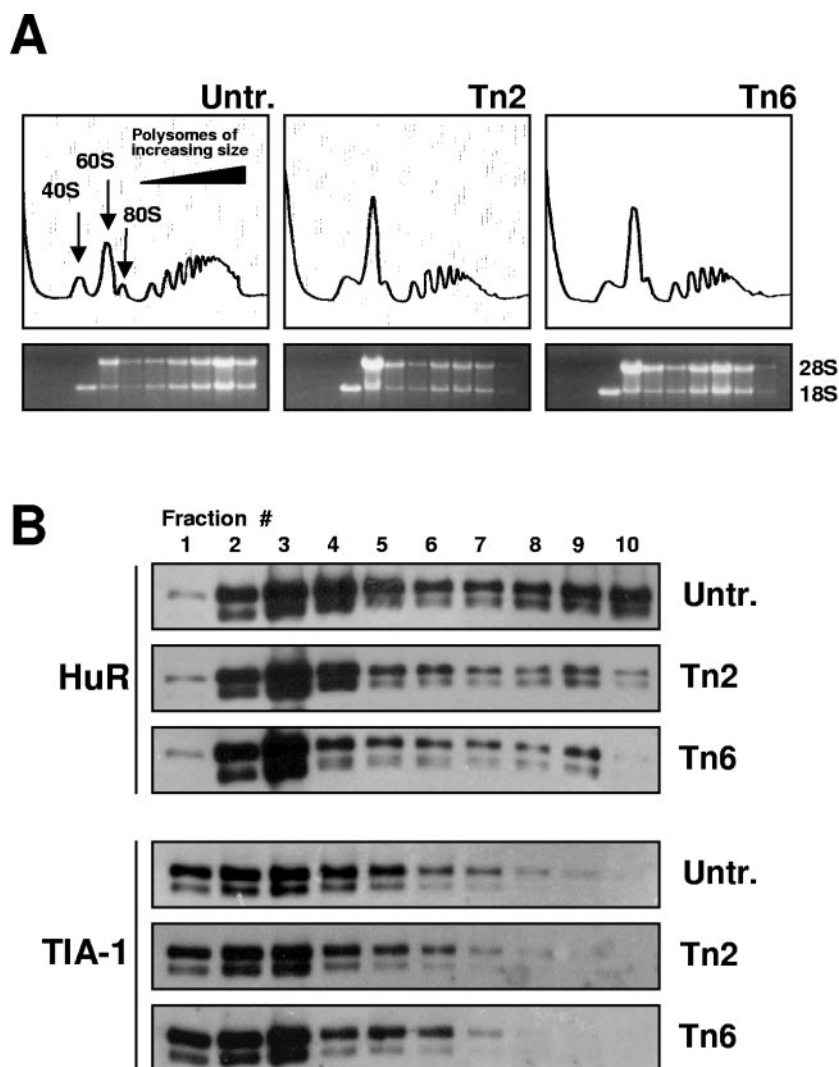 A
Untr.
Tn2
Tn6
Polysomes of
increasing size
60S
40S
80S
28S
18S
B
Fraction #
1 2 3 4 5 6 7 8 9 10
HuR
Untr.
Tn2
Tn6
TIA-1
Untr.
Tn2
Tn6